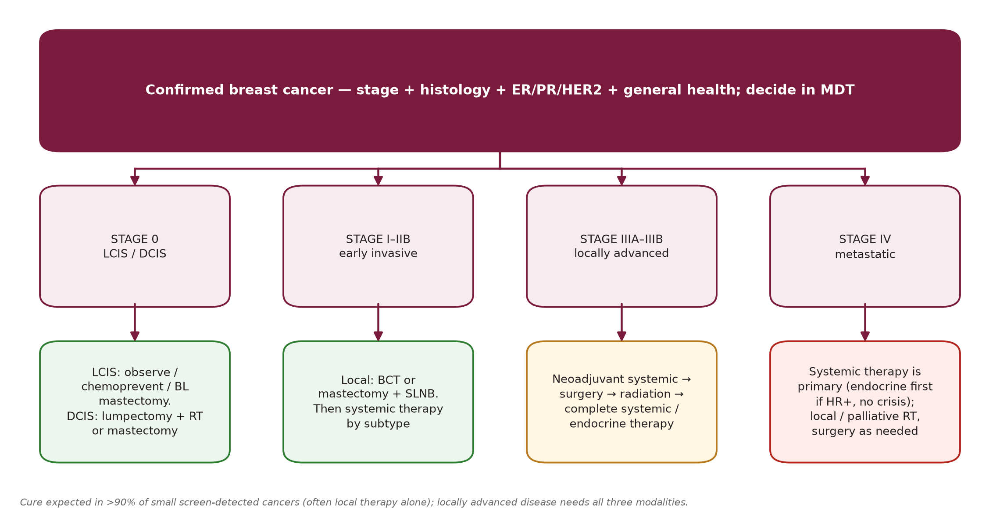 Confirmed breast cancer — stage + histology + ER/PR/HER2 + general health; decide in MDT
STAGE 0
LCIS / DCIS
STAGE I–IIB
early invasive
STAGE IIIA–IIIB
locally advanced
STAGE IV
metastatic
LCIS: observe /
chemoprevent / BL
mastectomy.
DCIS: lumpectomy + RT
or mastectomy
Local: BCT or
mastectomy + SLNB.
Then systemic therapy
by subtype
Neoadjuvant systemic →
surgery → radiation →
complete systemic /
endocrine therapy
Systemic therapy is
primary (endocrine first
if HR+, no crisis);
local / palliative RT,
surgery as needed
Cure expected in >90% of small screen-detected cancers (often local therapy alone); locally advanced disease needs all three modalities.